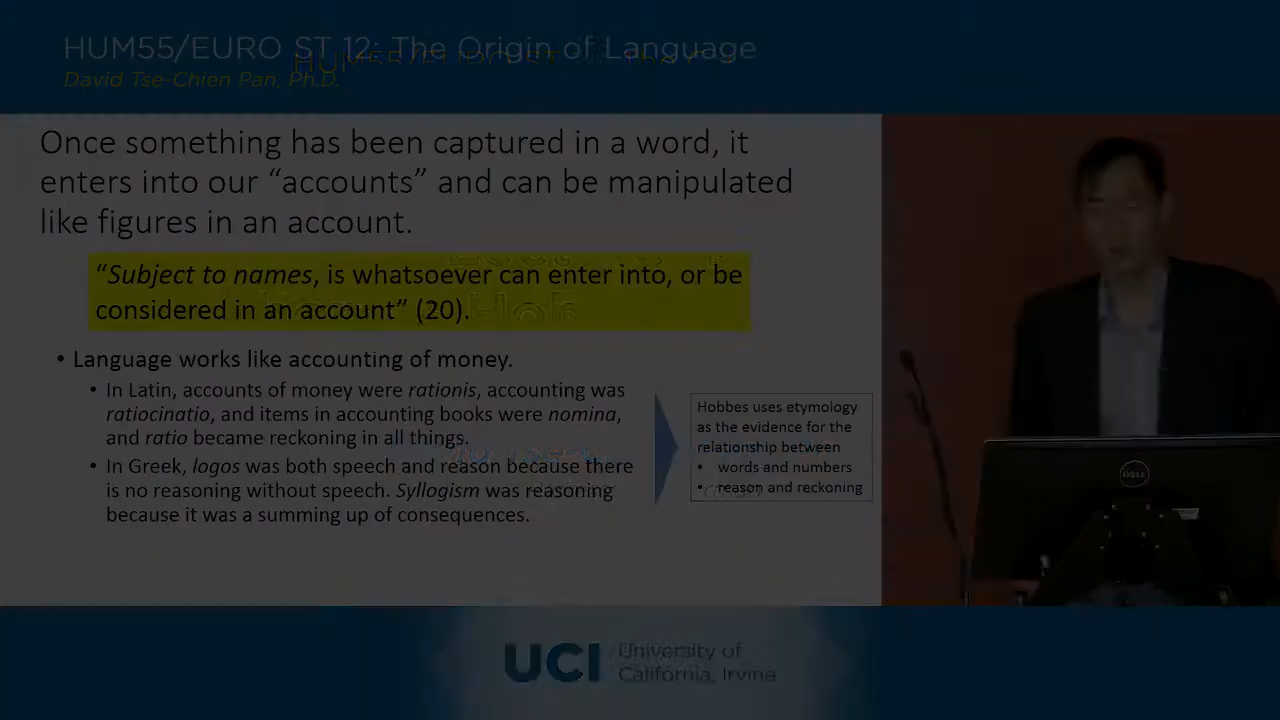 HUM55/EURO ST 12: The Origin of Language
David Tse-Chien Pan, Ph.D.
Once something has been captured in a word, it
enters into our “accounts” and can be manipulated
like figures in an account.
“Subject to names, is whatsoever can enter into, or be
considered in an account” (20).
• Language works like accounting of money.
• In Latin, accounts of money were rationis, accounting was
ratiocinatio, and items in accounting books were nomina,
and ratio became reckoning in all things.
• In Greek, logos was both speech and reason because there
is no reasoning without speech. Syllogism was reasoning
because it was a summing up of consequences.
Hobbes uses etymology
as the evidence for the
relationship between
• words and numbers
• reason and reckoning
DELL
UCI University of
California, Irvine